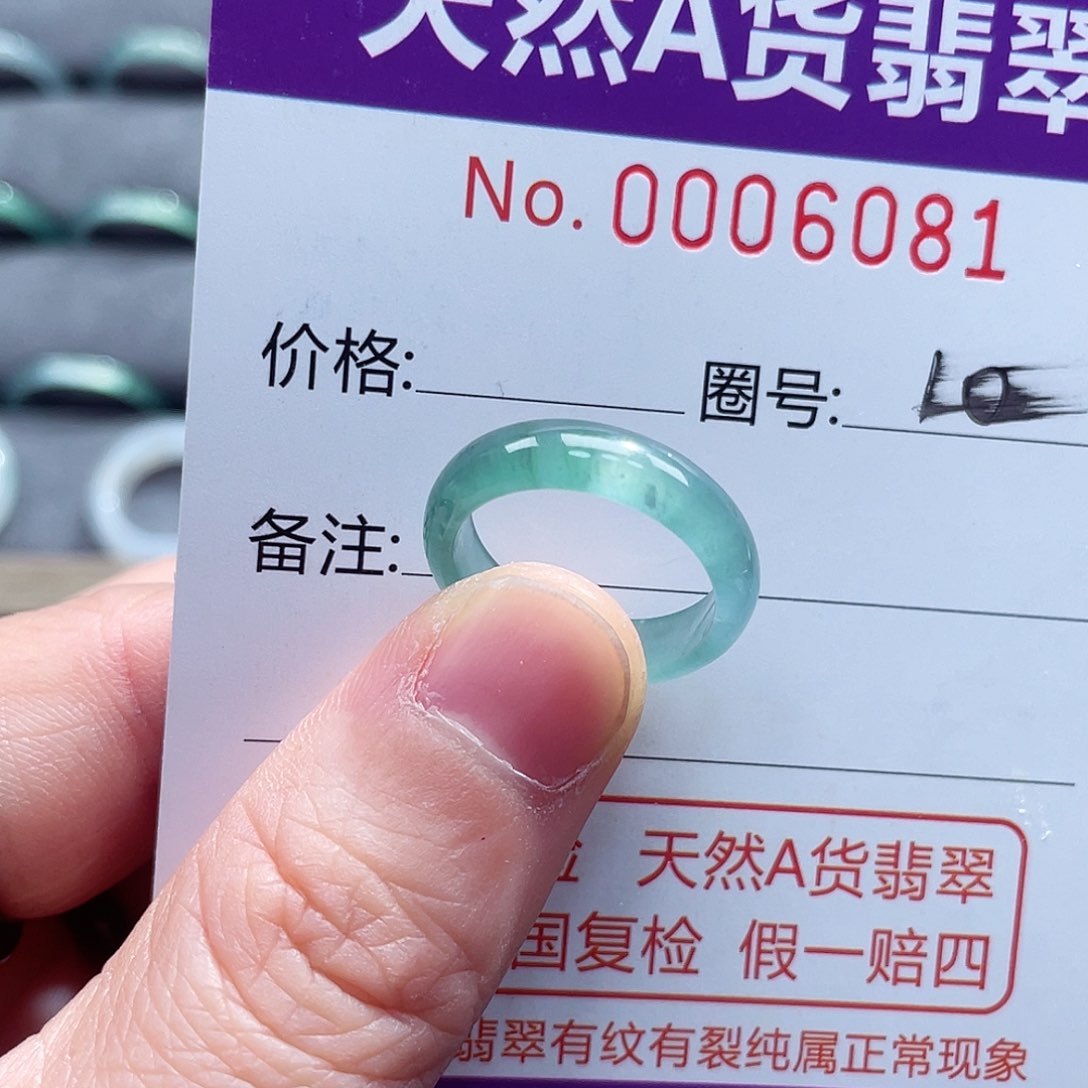 天然A货翡翠
No. 0006081
价格: 圈号: 10
备注:
天然A货翡翠
国复检 假一赔四
翡翠有纹有裂纯属正常现象